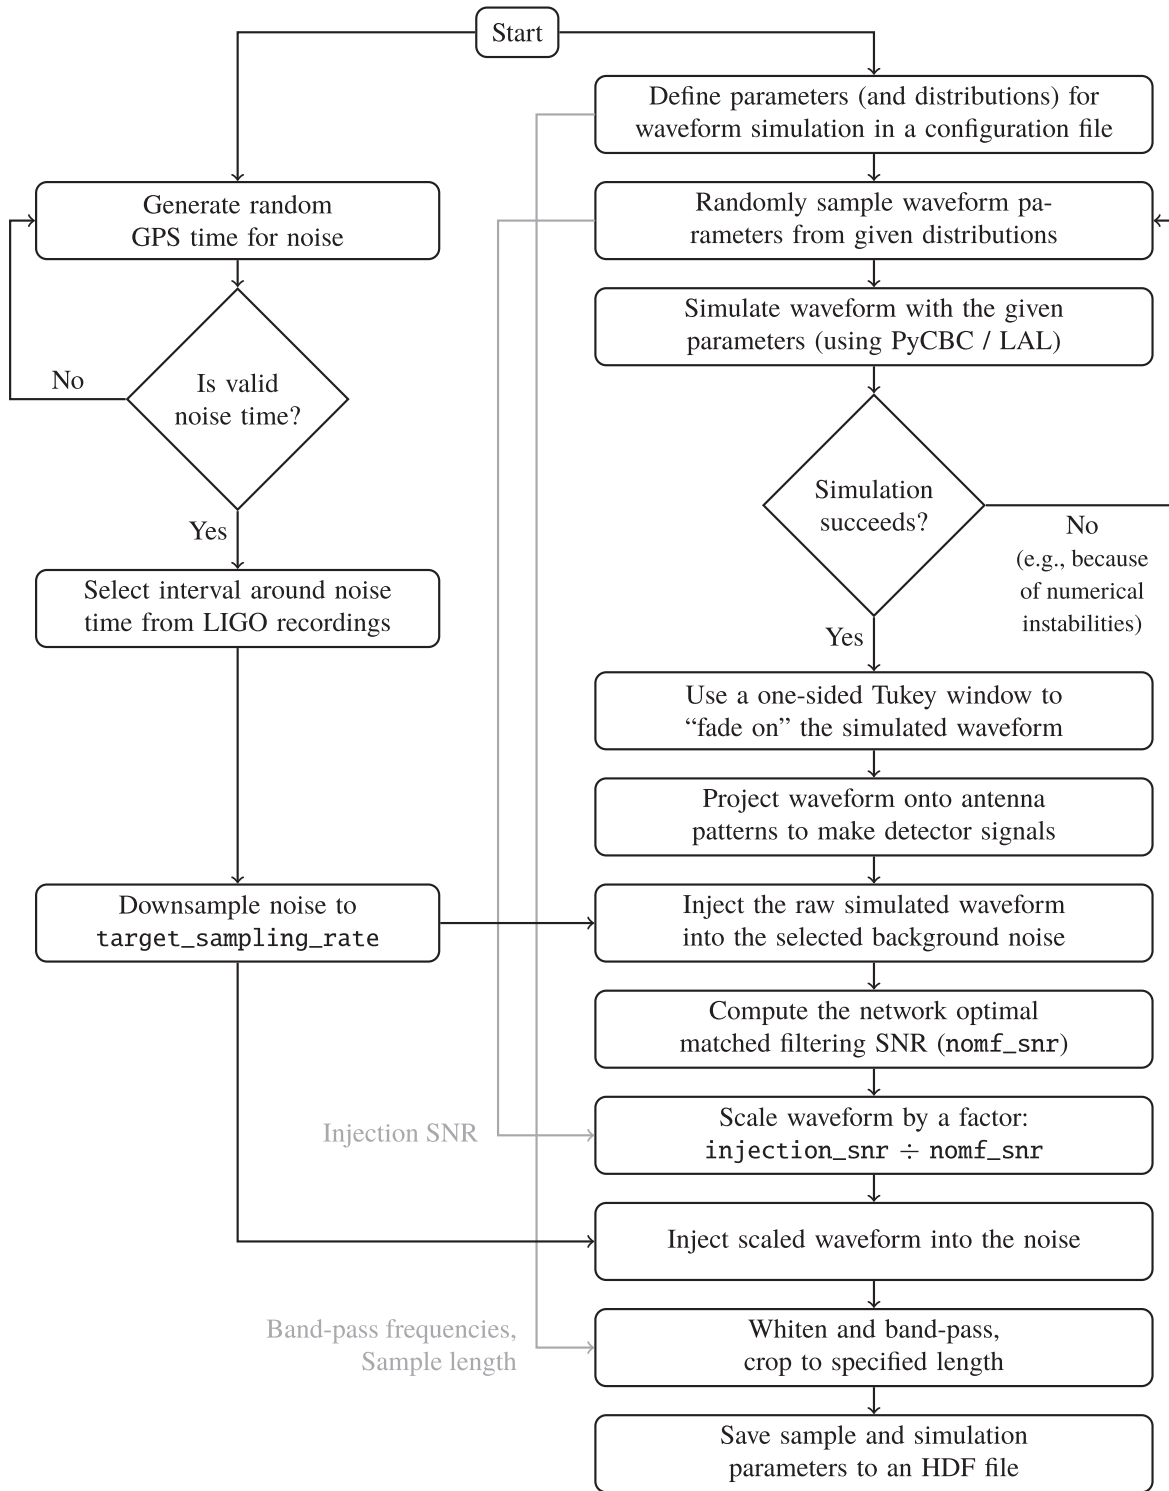 Start
Define parameters (and distributions) for
waveform simulation in a configuration file
Generate random
GPS time for noise
Randomly sample waveform pa-
rameters from given distributions
Simulate waveform with the given
parameters (using PyCBC / LAL)
No
Is valid
noise time?
Simulation
succeeds?
Yes
No
(e.g., because
of numerical
instabilities)
Select interval around noise
time from LIGO recordings
Yes
Use a one-sided Tukey window to
“fade on” the simulated waveform
Project waveform onto antenna
patterns to make detector signals
Downsample noise to
target_sampling_rate
Inject the raw simulated waveform
into the selected background noise
Compute the network optimal
matched filtering SNR (nomf_snr)
Injection SNR
Scale waveform by a factor:
injection_snr ÷ nomf_snr
Inject scaled waveform into the noise
Band-pass frequencies,
Sample length
Whiten and band-pass,
crop to specified length
Save sample and simulation
parameters to an HDF file